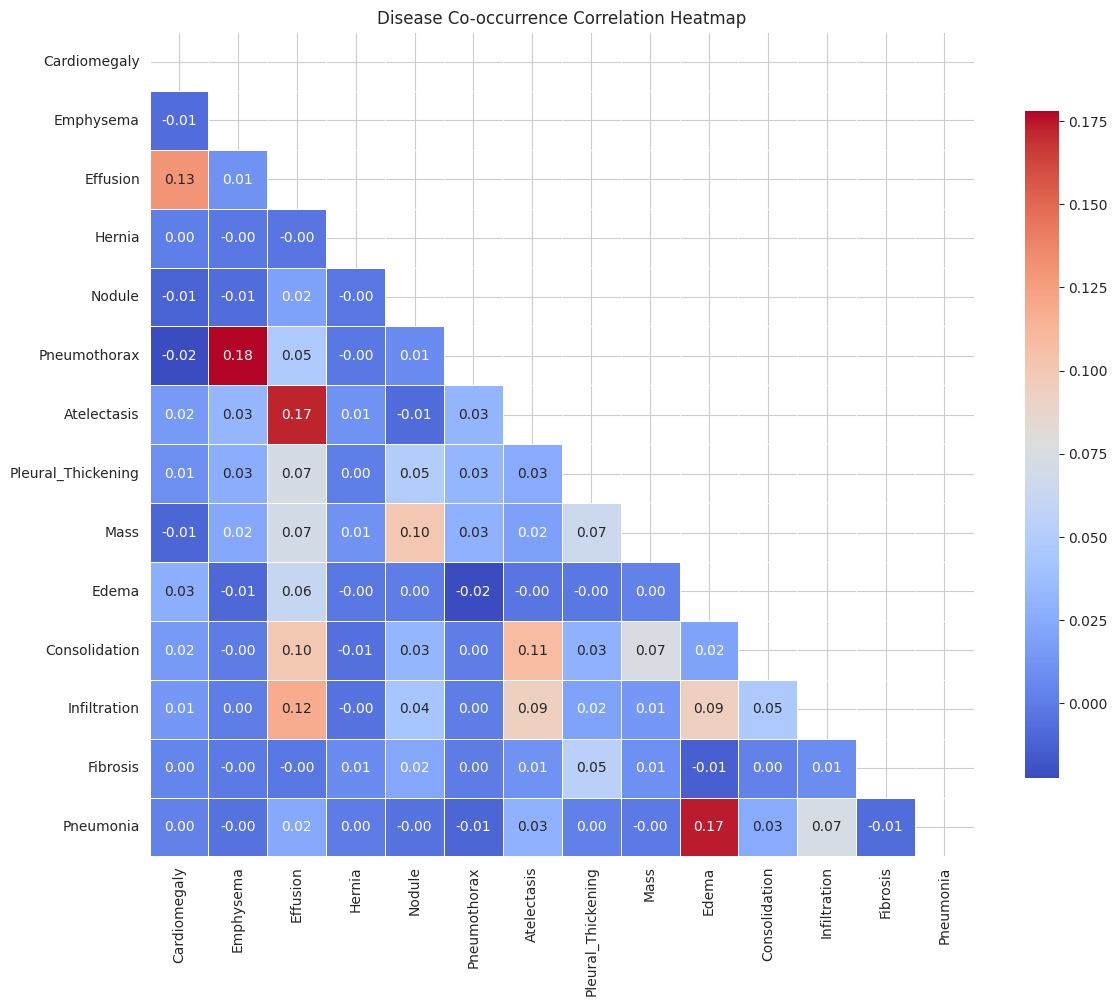 Disease Co-occurrence Correlation Heatmap
Cardiomegaly
Emphysema -0.01
Effusion 0.13 0.01
Hernia 0.00 -0.00 -0.00
Nodule -0.01 -0.01 0.02 -0.00
Pneumothorax -0.02 0.18 0.05 -0.00 0.01
Atelectasis 0.02 0.03 0.17 0.01 -0.01 0.03
Pleural_Thickening 0.01 0.03 0.07 0.00 0.05 0.03 0.03
Mass -0.01 0.02 0.07 0.01 0.10 0.03 0.02 0.07
Edema 0.03 -0.01 0.06 -0.00 0.00 -0.02 -0.00 -0.00 0.00
Consolidation 0.02 -0.00 0.10 -0.01 0.03 0.00 0.11 0.03 0.07 0.02
Infiltration 0.01 0.00 0.12 -0.00 0.04 0.00 0.09 0.02 0.01 0.09 0.05
Fibrosis 0.00 -0.00 -0.00 0.01 0.02 0.00 0.01 0.05 0.01 -0.01 0.00 0.01
Pneumonia 0.00 -0.00 0.02 0.00 -0.00 -0.01 0.03 0.00 -0.00 0.17 0.03 0.07 -0.01
Cardiomegaly
Emphysema
Effusion
Hernia
Nodule
Pneumothorax
Atelectasis
Pleural_Thickening
Mass
Edema
Consolidation
Infiltration
Fibrosis
Pneumonia
0.175
0.150
0.125
0.100
0.075
0.050
0.025
0.000